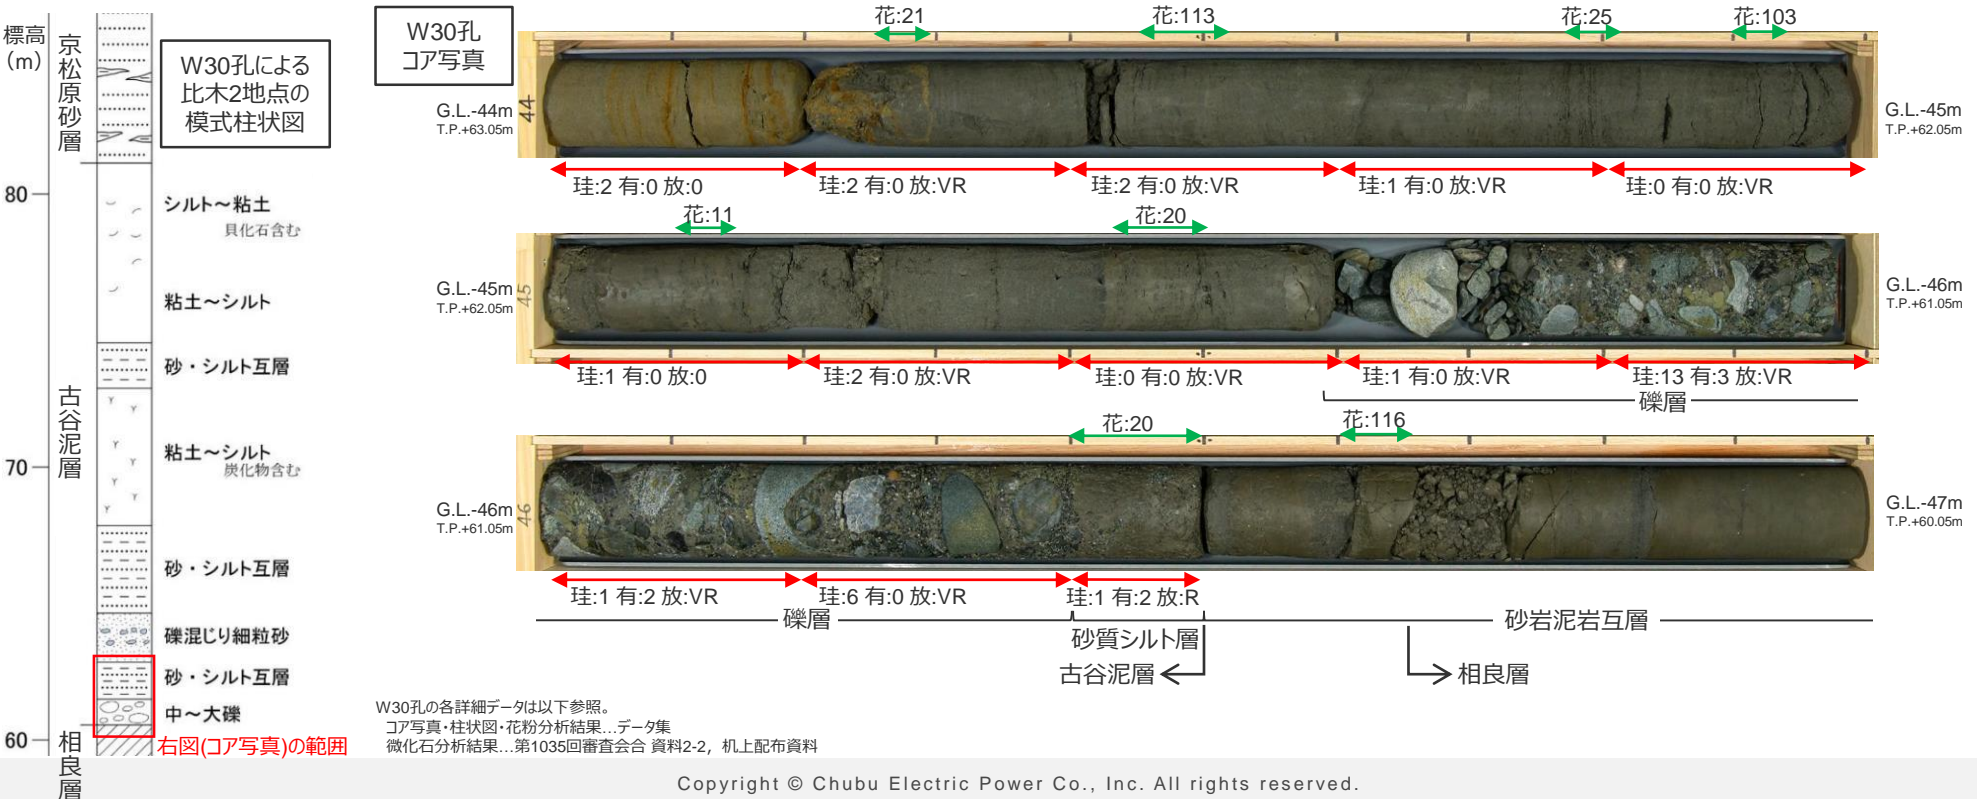 標高
(m)
京松原砂層
W30孔による
比木2地点の
模式柱状図
80
シルト~粘土
貝化石含む
粘土~シルト
砂・シルト互層
古谷泥層
粘土~シルト
炭化物含む
70
砂・シルト互層
礫混じり細粒砂
砂・シルト互層
中~大礫
60
相良層
右図(コア写真)の範囲
W30孔
コア写真
花:21 花:113 花:25 花:103
G.L.-44m
T.P.+63.05m
44
G.L.-45m
T.P.+62.05m
珪:2 有:0 放:0 珪:2 有:0 放:VR 珪:2 有:0 放:VR 珪:1 有:0 放:VR 珪:0 有:0 放:VR
花:11 花:20
G.L.-45m
T.P.+62.05m
45
G.L.-46m
T.P.+61.05m
珪:1 有:0 放:0 珪:2 有:0 放:VR 珪:0 有:0 放:VR 珪:1 有:0 放:VR 珪:13 有:3 放:VR
礫層
花:20 花:116
G.L.-46m
T.P.+61.05m
46
G.L.-47m
T.P.+60.05m
珪:1 有:2 放:VR 珪:6 有:0 放:VR 珪:1 有:2 放:R
礫層 砂質シルト層 砂岩泥岩互層
古谷泥層 相良層
W30孔の各詳細データは以下参照。
コア写真・柱状図・花粉分析結果…データ集
微化石分析結果…第1035回審査会合 資料2-2, 机上配布資料
Copyright © Chubu Electric Power Co., Inc. All rights reserved.